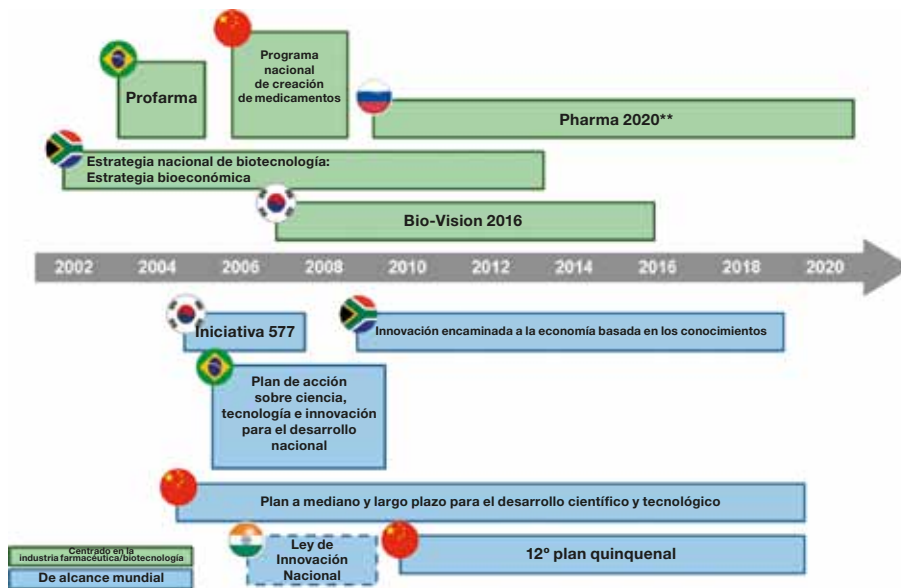 Programa
nacional
de creación
de medicamentos
Profarma
Pharma 2020**
Estrategia nacional de biotecnología:
Estrategia bioeconómica
Bio-Vision 2016
2002 2004 2006 2008 2010 2012 2014 2016 2018 2020
Iniciativa 577
Innovación encaminada a la economía basada en los conocimientos
Plan de acción
sobre ciencia,
tecnología e innovación
para el desarrollo
nacional
Plan a mediano y largo plazo para el desarrollo científico y tecnológico
Ley de
Innovación
Nacional
12º plan quinquenal
Centrado en la
industria farmacéutica/biotecnología
De alcance mundial